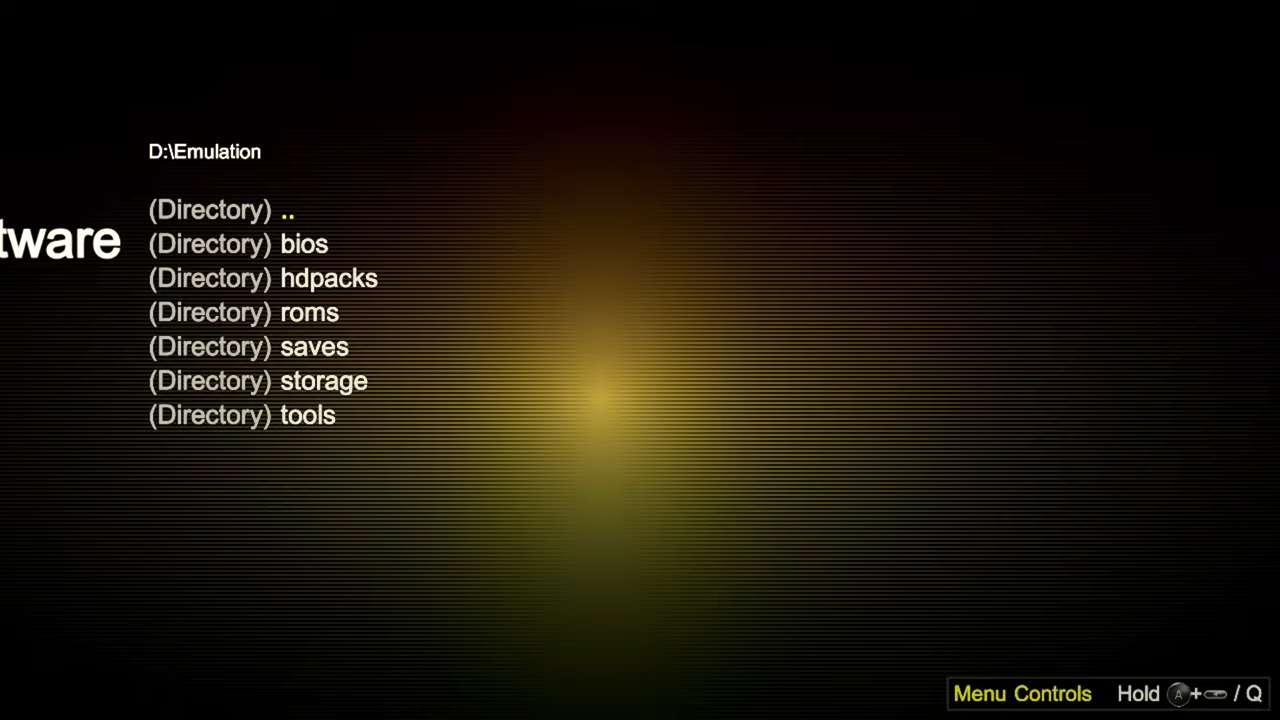 D:\Emulation
(Directory) ..
tware
(Directory) bios
(Directory) hdpacks
(Directory) roms
(Directory) saves
(Directory) storage
(Directory) tools
Menu Controls Hold A + / Q